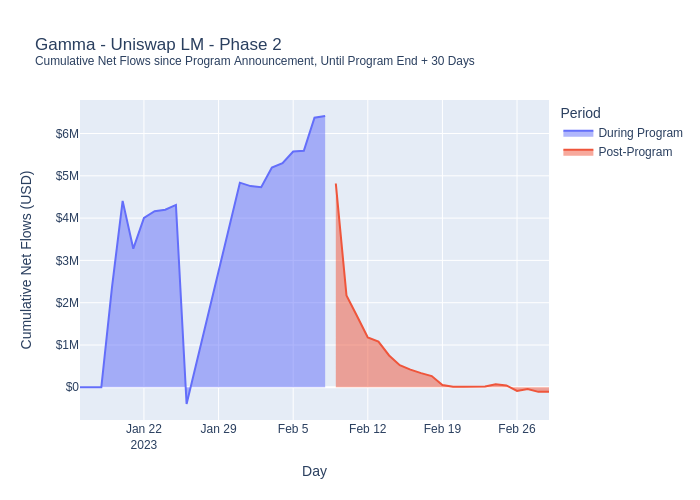 Gamma - Uniswap LM - Phase 2
Cumulative Net Flows since Program Announcement, Until Program End + 30 Days
Period
During Program
Post-Program
Cumulative Net Flows (USD)
$6M
$5M
$4M
$3M
$2M
$1M
$0
Jan 22
2023
Jan 29
Feb 5
Feb 12
Feb 19
Feb 26
Day